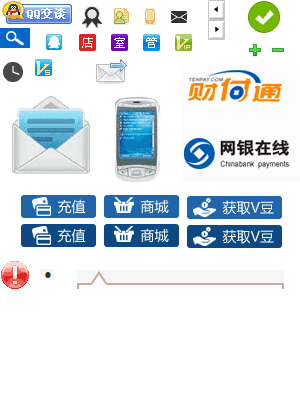 QQ交谈
店 室 管 VIP
V5
TENPAY.COM
财付通
网银在线
Chinabank payments
充值 商城 获取V豆
充值 商城 获取V豆